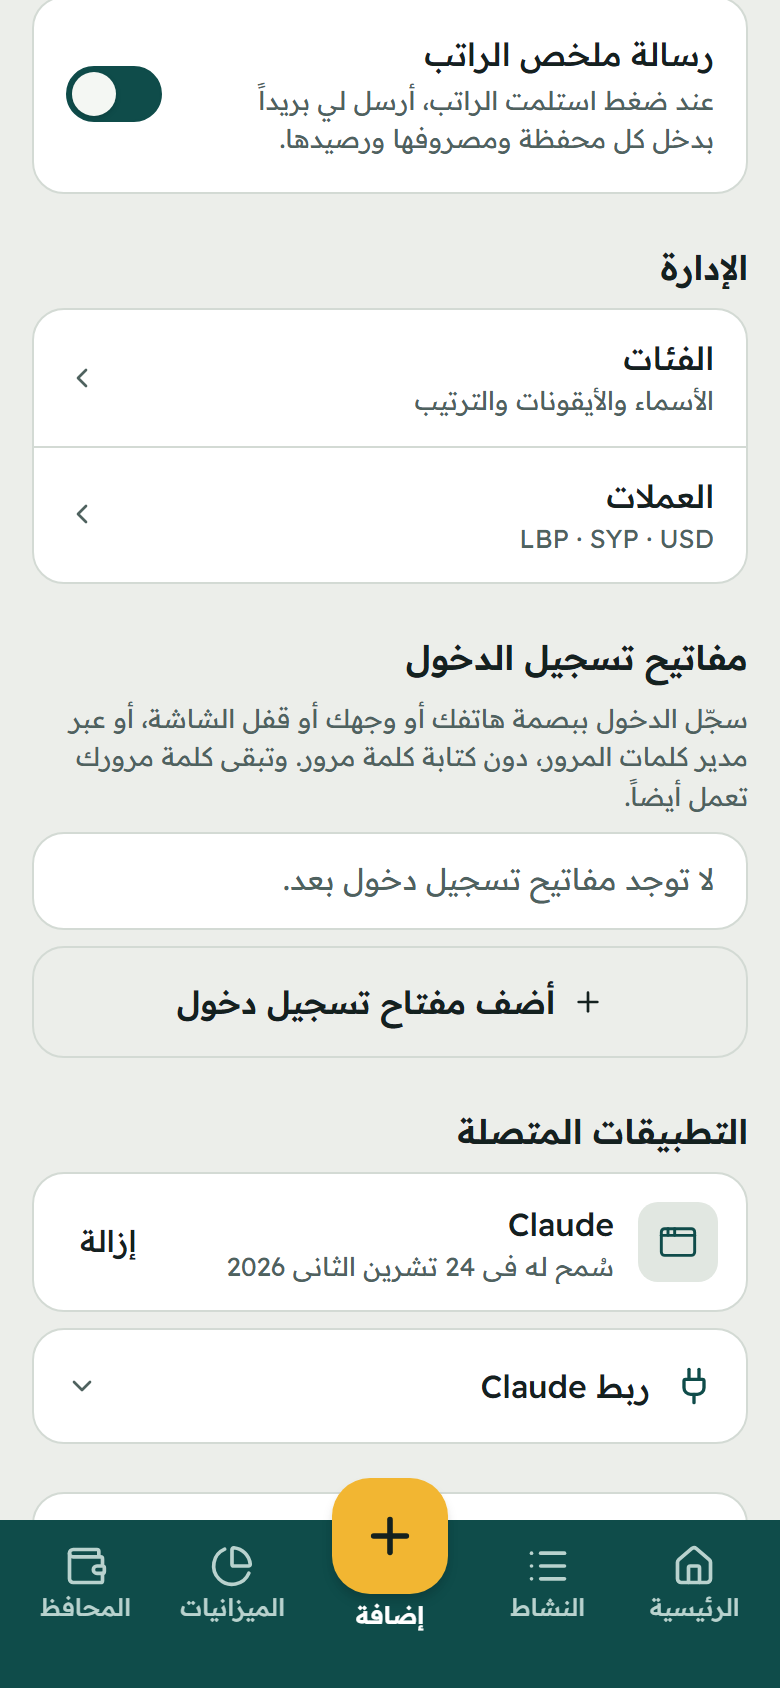 رسالة ملخص الراتب
عند ضغط استلمت الراتب، أرسل لي بريداً
بدخل كل محفظة ومصروفها ورصيدها.
الإدارة
الفئات
الأسماء والأيقونات والترتيب
العملات
LBP · SYP · USD
مفاتيح تسجيل الدخول
سجّل الدخول ببصمة هاتفك أو وجهك أو قفل الشاشة، أو عبر
مدير كلمات المرور، دون كتابة كلمة مرور. وتبقى كلمة مرورك
تعمل أيضاً.
لا توجد مفاتيح تسجيل دخول بعد.
أضف مفتاح تسجيل دخول
التطبيقات المتصلة
Claude
سُمح له في 24 تشرين الثاني 2026
إزالة
ربط Claude
الرئيسية
النشاط
إضافة
الميزانيات
المحافظ